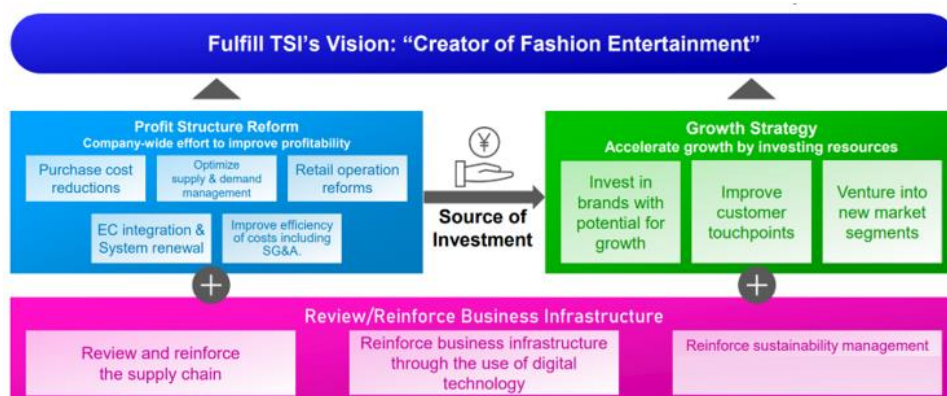 Fulfill TSI's Vision: “Creator of Fashion Entertainment”
Profit Structure Reform
Company-wide effort to improve profitability
Purchase cost
reductions
Optimize
supply & demand
management
Retail operation
reforms
EC integration &
System renewal
Improve efficiency
of costs including
SG&A.
¥
Source of
Investment
Growth Strategy
Accelerate growth by investing resources
Invest in
brands with
potential for
growth
Improve
customer
touchpoints
Venture into
new market
segments
+
+
Review/Reinforce Business Infrastructure
Review and reinforce
the supply chain
Reinforce business infrastructure
through the use of digital
technology
Reinforce sustainability management